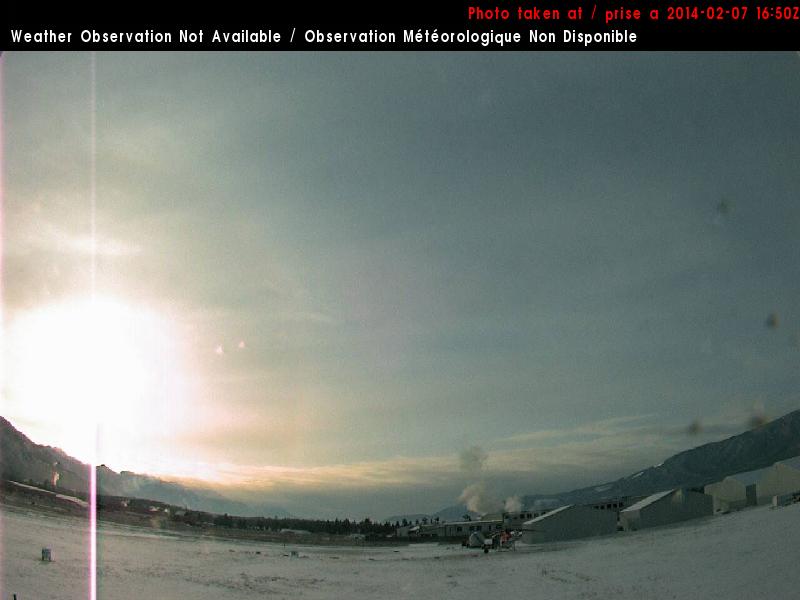 Photo taken at / prise a 2014-02-07 16:50Z
Weather Observation Not Available / Observation Météorologique Non Disponible